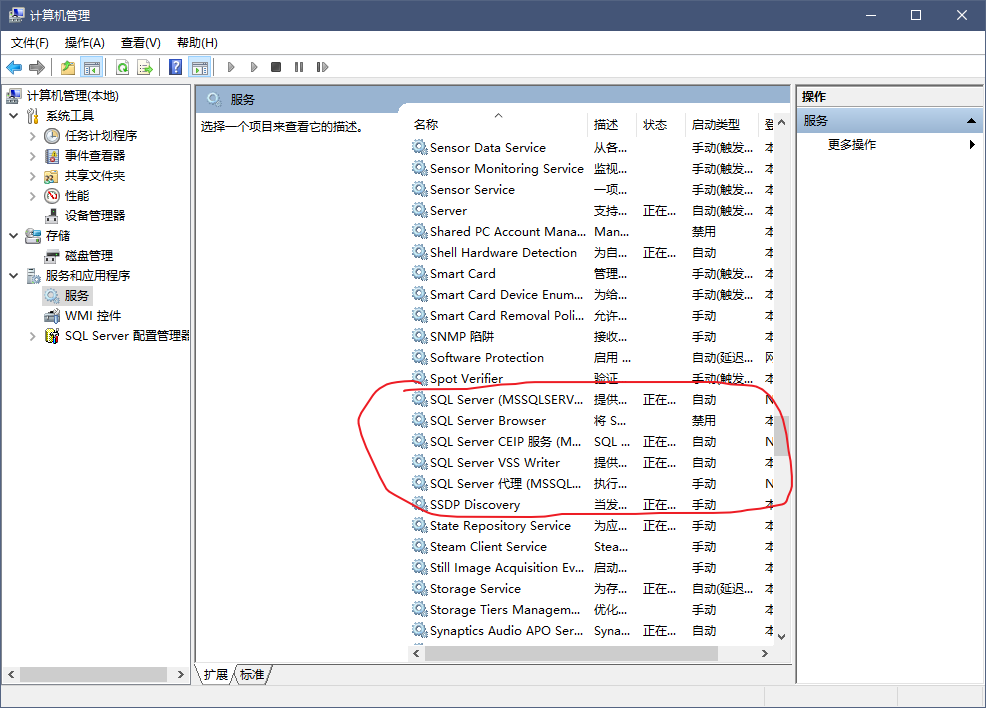 计算机管理
文件(F) 操作(A) 查看(V) 帮助(H)
计算机管理(本地)
系统工具
任务计划程序
事件查看器
共享文件夹
性能
设备管理器
存储
磁盘管理
服务和应用程序
服务
WMI 控件
SQL Server 配置管理器
服务
选择一个项目来查看它的描述。
名称 描述 状态 启动类型 登
Sensor Data Service 从各... 手动(触发... 本
Sensor Monitoring Service 监视... 手动(触发... 本
Sensor Service 一项... 手动(触发... 本
Server 支持... 正在... 自动(触发... 本
Shared PC Account Mana... Man... 禁用 本
Shell Hardware Detection 为自... 正在... 自动 本
Smart Card 管理... 手动(触发... 本
Smart Card Device Enum... 为给... 手动(触发... 本
Smart Card Removal Poli... 允许... 手动 本
SNMP 陷阱 接收... 手动 本
Software Protection 启用 ... 自动(延迟... 网
Spot Verifier 验证... 手动(触发... 本
SQL Server (MSSQLSERV... 提供... 正在... 自动 N
SQL Server Browser 将 S... 禁用 本
SQL Server CEIP 服务 (M... SQL ... 正在... 自动 N
SQL Server VSS Writer 提供... 正在... 自动 本
SQL Server 代理 (MSSQL... 执行... 手动 N
SSDP Discovery 当发... 正在... 手动 本
State Repository Service 为应... 正在... 手动 本
Steam Client Service Stea... 手动 本
Still Image Acquisition Ev... 启动... 手动 本
Storage Service 为存... 正在... 自动(延迟... 本
Storage Tiers Managem... 优化... 手动 本
Synaptics Audio APO Ser... Syna... 正在... 自动 本
扩展 标准
操作
服务
更多操作